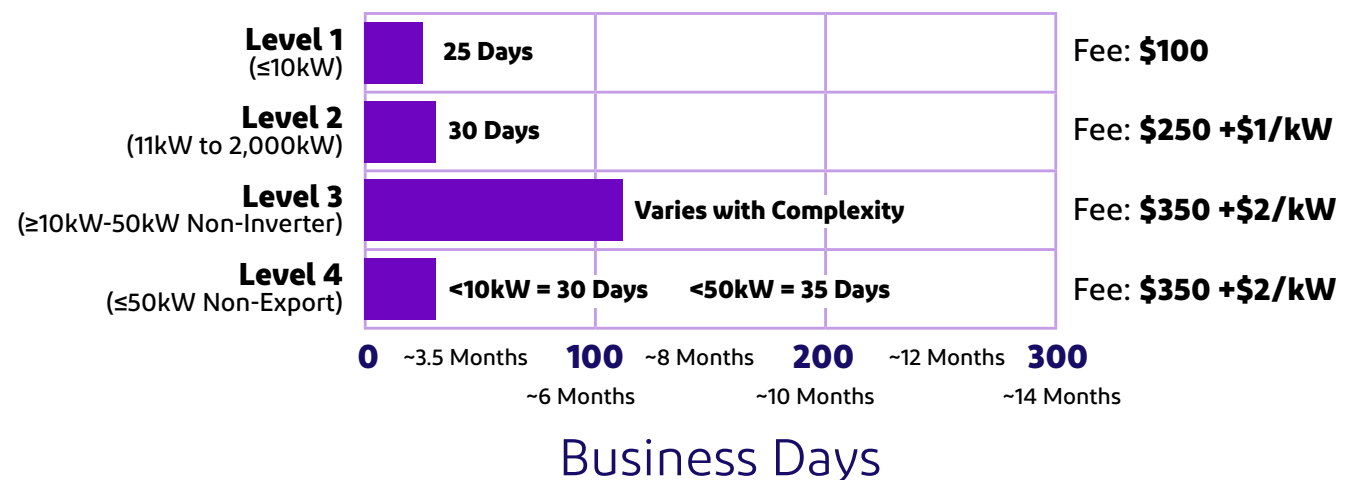 Level 1
(≤10kW)
25 Days
Fee: $100
Level 2
(11kW to 2,000kW)
30 Days
Fee: $250 +$1/kW
Level 3
(≥10kW-50kW Non-Inverter)
Varies with Complexity
Fee: $350 +$2/kW
Level 4
(≤50kW Non-Export)
<10kW = 30 Days <50kW = 35 Days
Fee: $350 +$2/kW
0 ~3.5 Months 100 ~8 Months 200 ~12 Months 300
~6 Months ~10 Months ~14 Months
Business Days